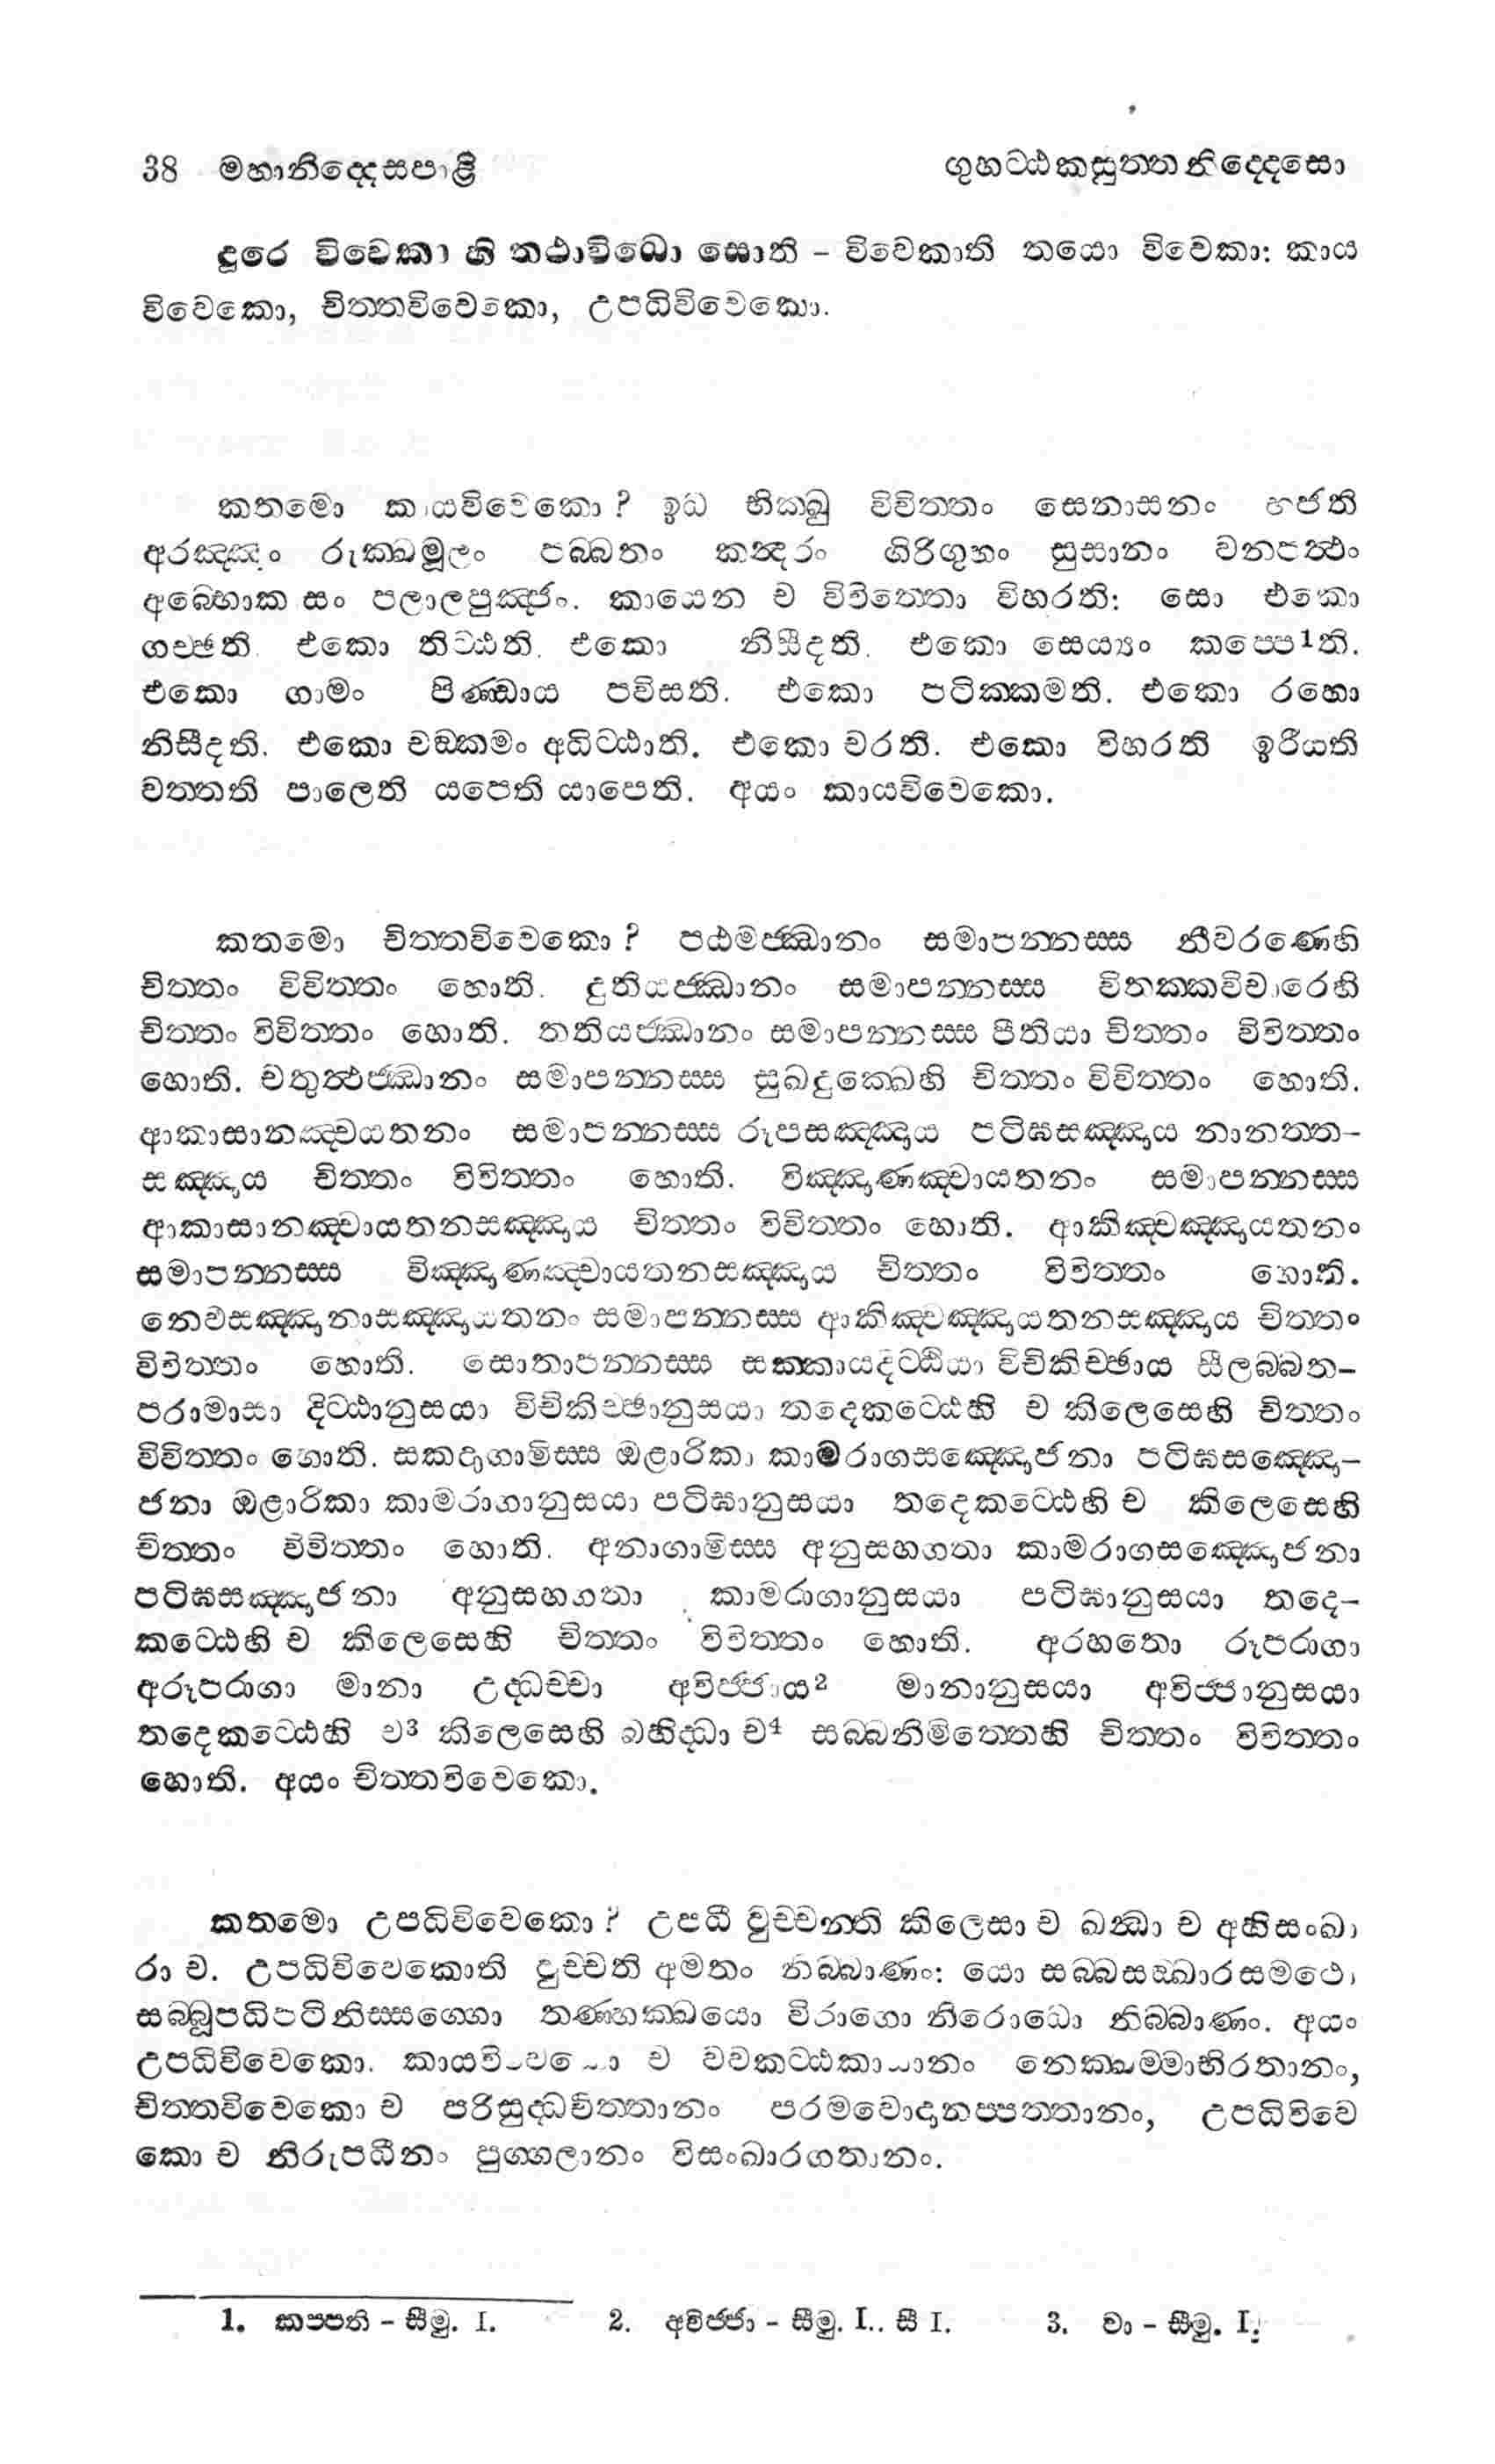 38 මහානිද්දෙසපාළි ගුහට්ඨකසුත්තනිද්දෙසො
දූරෙ විවෙකා හි තථාවිධො සොති – විවෙකාති තයො විවෙකා: කාය
විවෙකො, චිත්තවිවෙකො, උපධිවිවෙකො.
කතමො කායවිවෙකො? ඉධ භික්ඛු විවිත්තං සෙනාසනං භජති
අරඤ්ඤං රුක්ඛමූලං පබ්බතං කන්දරං ගිරිගුහං සුසානං වනපත්ථං
අබ්භොකාසං පලාලපුඤ්ජං. කායෙන ච විවිත්තො විහරති: සො එකො
ගච්ඡති. එකො තිට්ඨති. එකො නිසීදති. එකො සෙය්‍යං කප්පෙ1ති.
එකො ගාමං පිණ්ඩාය පවිසති. එකො පටික්කමති. එකො රහො
නිසීදති. එකො චඞ්කමං අධිට්ඨාති. එකො චරති. එකො විහරති ඉරීයති
වත්තති පාලෙති යපෙති යාපෙති. අයං කායවිවෙකො.
කතමො චිත්තවිවෙකො? පඨමජ්ඣානං සමාපන්නස්ස නීවරණෙහි
චිත්තං විවිත්තං හොති. දුතියජ්ඣානං සමාපන්නස්ස විතක්කවිචාරෙහි
චිත්තං විවිත්තං හොති. තතියජ්ඣානං සමාපන්නස්ස පීතියා චිත්තං විවිත්තං
හොති. චතුත්ථජ්ඣානං සමාපන්නස්ස සුඛදුක්ඛෙහි චිත්තං විවිත්තං හොති.
ආකාසානඤ්චයතනං සමාපන්නස්ස රූපසඤ්ඤාය පටිඝසඤ්ඤාය නානත්ත–
සඤ්ඤාය චිත්තං විවිත්තං හොති. විඤ්ඤාණඤ්චායතනං සමාපන්නස්ස
ආකාසානඤ්චායතනසඤ්ඤාය චිත්තං විවිත්තං හොති. ආකිඤ්චඤ්ඤායතනං
සමාපන්නස්ස විඤ්ඤාණඤ්චායතනසඤ්ඤාය චිත්තං විවිත්තං හොති.
නෙවසඤ්ඤානාසඤ්ඤායතනං සමාපන්නස්ස ආකිඤ්චඤ්ඤායතනසඤ්ඤාය චිත්තං
විවිත්තං හොති. සොතාපන්නස්ස සක්කායදිට්ඨියා විචිකිච්ඡාය සීලබ්බත–
පරාමාසා දිට්ඨානුසයා විචිකිච්ඡානුසයා තදෙකට්ඨෙහි ච කිලෙසෙහි චිත්තං
විවිත්තං හොති. සකදාගාමිස්ස ඔළාරිකා කාමරාගසඤ්ඤොජනා පටිඝසඤ්ඤො–
ජනා ඔළාරිකා කාමරාගානුසයා පටිඝානුසයා තදෙකට්ඨෙහි ච කිලෙසෙහි
චිත්තං විවිත්තං හොති. අනාගාමිස්ස අනුසහගතා කාමරාගසඤ්ඤොජනා
පටිඝසඤ්ඤාජනා අනුසහගතා කාමරාගානුසයා පටිඝානුසයා තදෙ–
කට්ඨෙහි ච කිලෙසෙහි චිත්තං විවිත්තං හොති. අරහතො රූපරාගා
අරූපරාගා මානා උද්ධච්චා අවිජ්ජාය2 මානානුසයා අවිජ්ජානුසයා
තදෙකට්ඨෙහි ච3 කිලෙසෙහි බහිද්ධා ච4 සබ්බනිමිත්තෙහි චිත්තං විවිත්තං
හොති. අයං චිත්තවිවෙකො.
කතමො උපධිවිවෙකො? උපධී වුච්චන්ති කිලෙසා ච ඛන්ධා ච අභිසංඛා
රා ච. උපධිවිවෙකොති වුච්චති අමතං නිබ්බාණං: යො සබ්බසඞ්ඛාරසමථො
සබ්බූපධිපටිනිස්සග්ගො තණ්හක්ඛයො විරාගො නිරොධො නිබ්බාණං. අයං
උපධිවිවෙකො. ච නෙක්ඛම්මාභිරතානං,
චිත්තවිවෙකො ච පරිසුද්ධචිත්තානං පරමවොදානප්පත්තානං, උපධිවිවෙ
කො ච නිරුපධීනං පුග්ගලානං විසංඛාරගතානං.
1. කප්පති – සීමු. I. 2. අවිජ්ජා – සීමු. I.. සී I. 3. වා – සීමු. I.